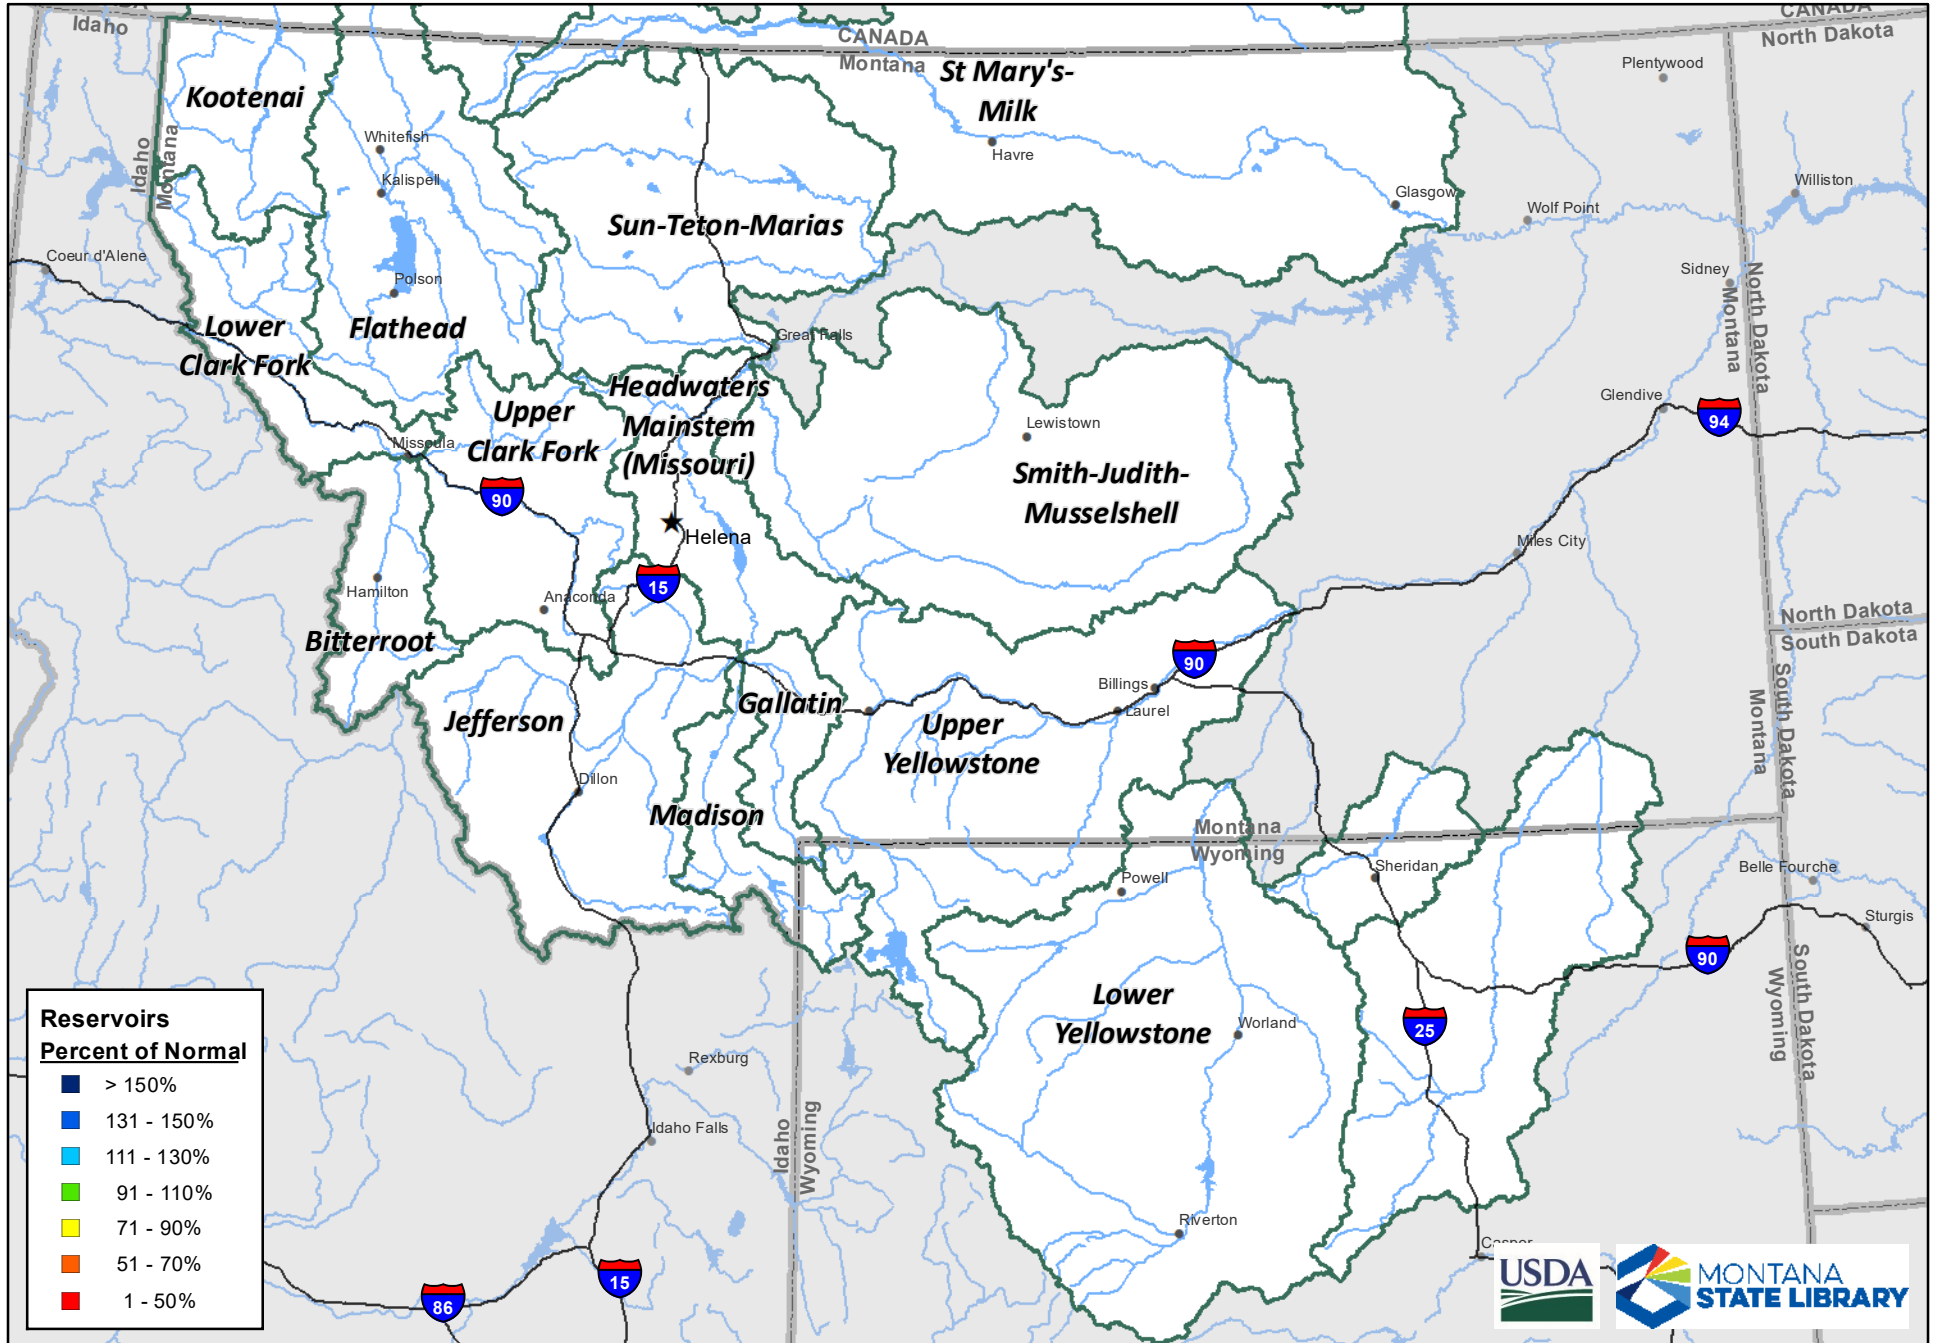 CANADA
Idaho
CANADA
Montana
CANADA
North Dakota
St Mary's-
Milk
Plentywood
Kootenai
Whitefish
Havre
Idaho
Montana
Kalispell
Glasgow
Williston
Wolf Point
Sun-Teton-Marias
Coeur d'Alene
Polson
Sidney
North Dakota
Montana
Lower
Clark Fork
Flathead
Great Falls
Headwaters
Mainstem
(Missouri)
Upper
Clark Fork
Glendive
94
Lewistown
Missoula
Smith-Judith-
Musselshell
90
Helena
Miles City
15
Hamilton
Anaconda
North Dakota
South Dakota
Bitterroot
90
Billings
Laurel
South Dakota
Montana
Gallatin
Jefferson
Upper
Yellowstone
Dillon
Madison
Montana
Wyoming
Powell
Sheridan
Belle Fourche
Sturgis
90
South Dakota
Wyoming
Lower
Yellowstone
Worland
25
Reservoirs
Percent of Normal
> 150%
131 - 150%
111 - 130%
91 - 110%
71 - 90%
51 - 70%
1 - 50%
Rexburg
Idaho
Wyoming
Idaho Falls
Riverton
Casper
86
15
USDA
MONTANA
STATE LIBRARY